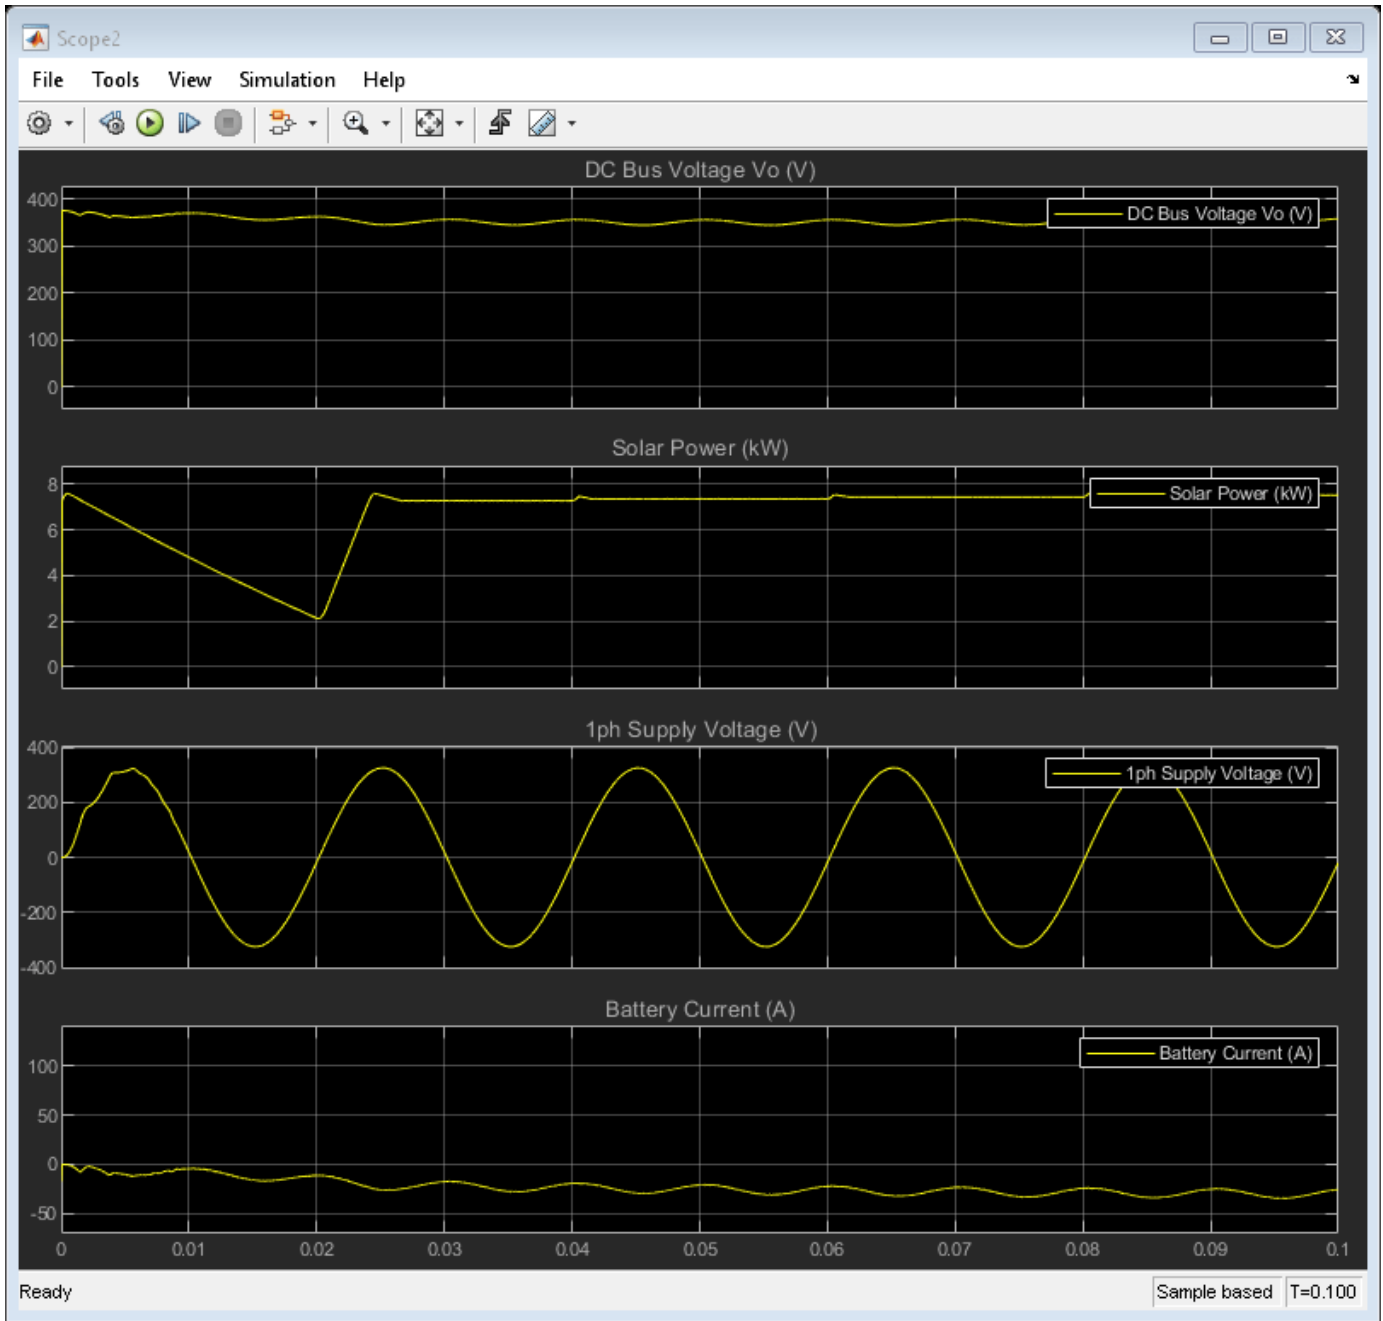 Scope2
File Tools View Simulation Help
DC Bus Voltage Vo (V)
400
300
200
100
0
DC Bus Voltage Vo (V)
Solar Power (kW)
8
6
4
2
0
Solar Power (kW)
1ph Supply Voltage (V)
400
200
0
-200
-400
1ph Supply Voltage (V)
Battery Current (A)
100
50
0
-50
Battery Current (A)
0 0.01 0.02 0.03 0.04 0.05 0.06 0.07 0.08 0.09 0.1
Ready Sample based T=0.100